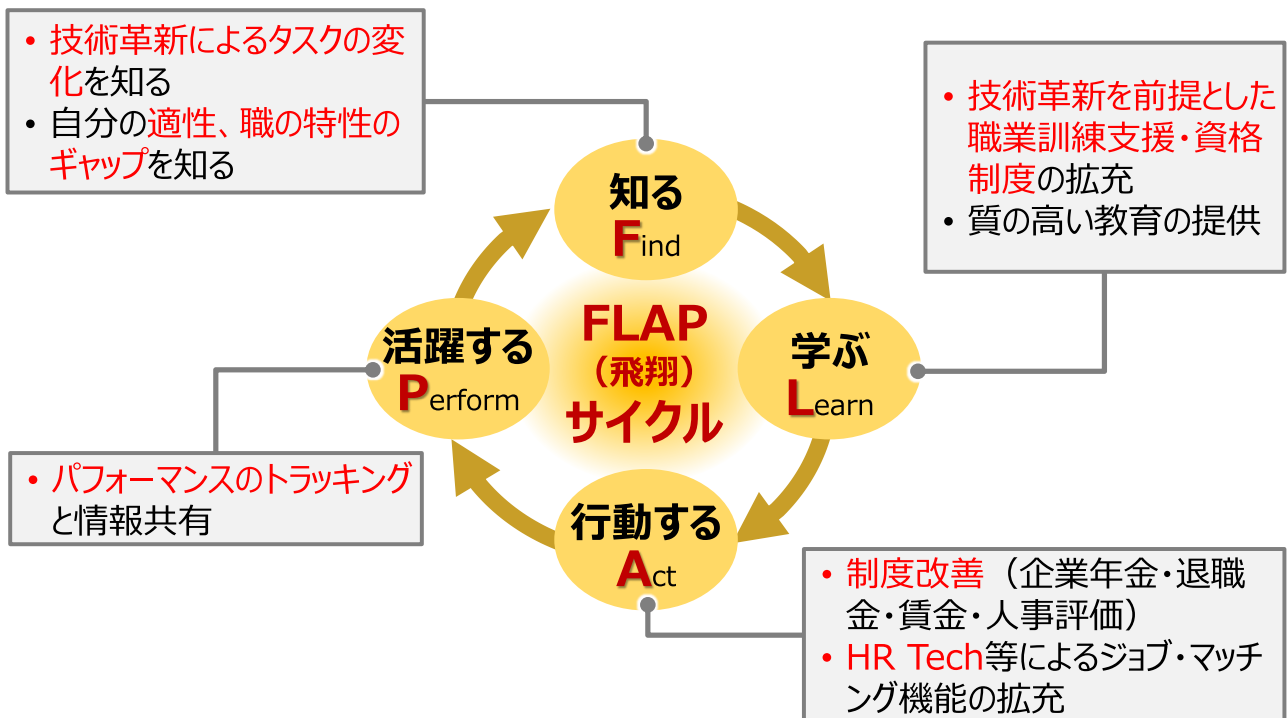 • 技術革新によるタスクの変
化を知る
• 自分の適性、職の特性の
ギャップを知る
• 技術革新を前提とした
職業訓練支援・資格
制度の拡充
• 質の高い教育の提供
知る
Find
FLAP
（飛翔）
サイクル
活躍する
Perform
学ぶ
Learn
行動する
Act
• パフォーマンスのトラッキング
と情報共有
• 制度改善（企業年金・退職
金・賃金・人事評価）
• HR Tech等によるジョブ・マッチ
ング機能の拡充